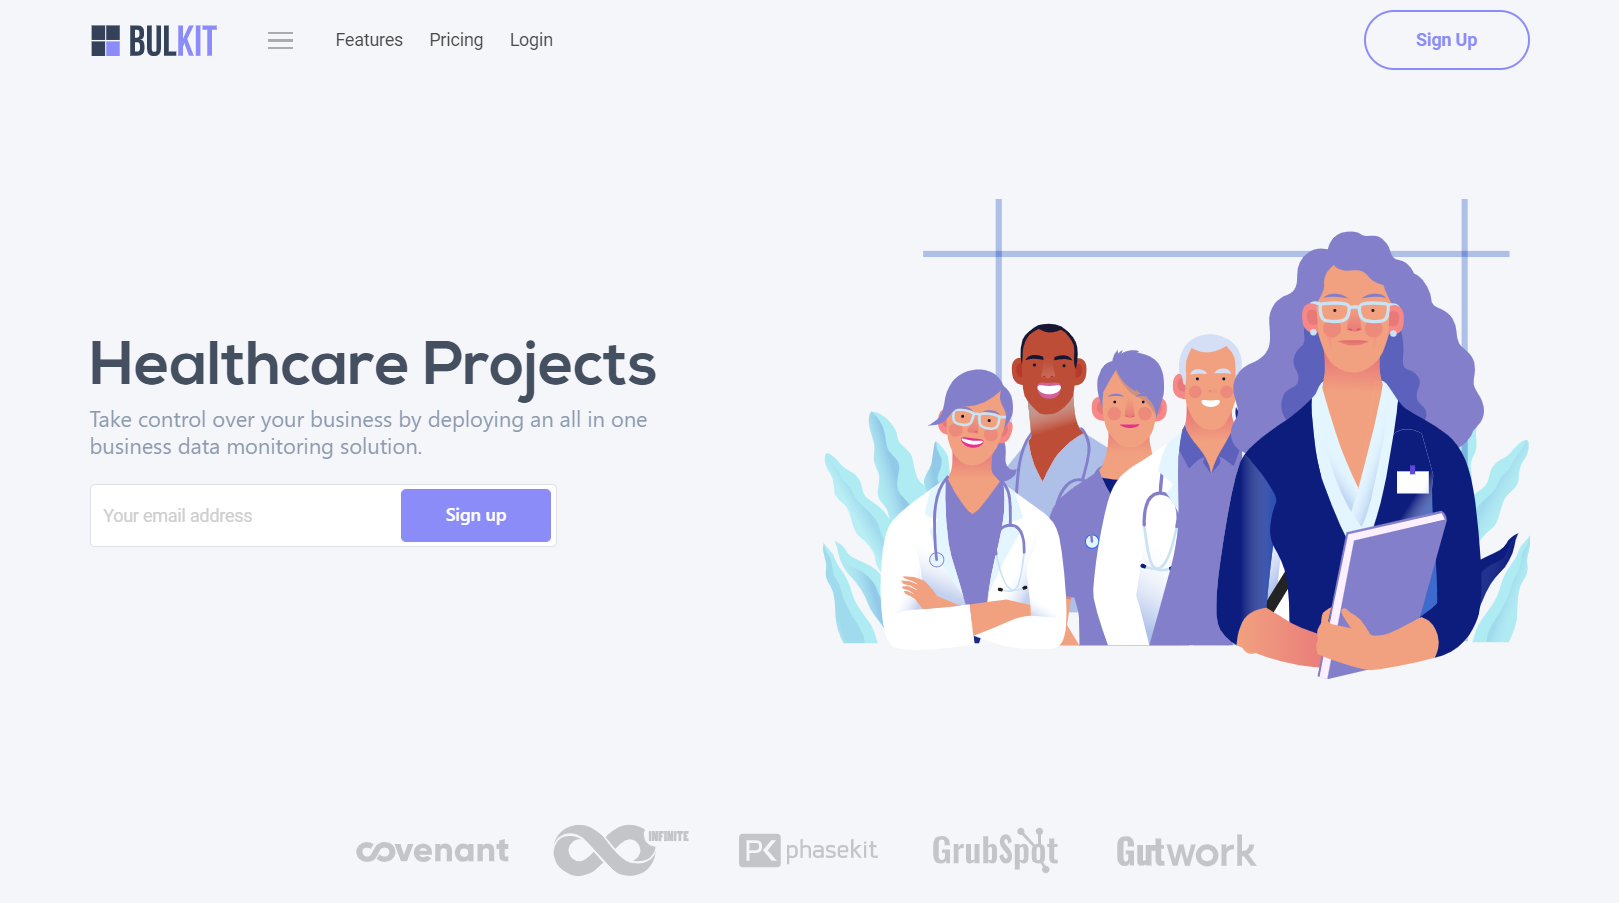 BULKIT
Features Pricing Login
Sign Up
Healthcare Projects
Take control over your business by deploying an all in one
business data monitoring solution.
Your email address
Sign up
covenant
INFINITE
PK phasekit
GrubSpot
Gutwork